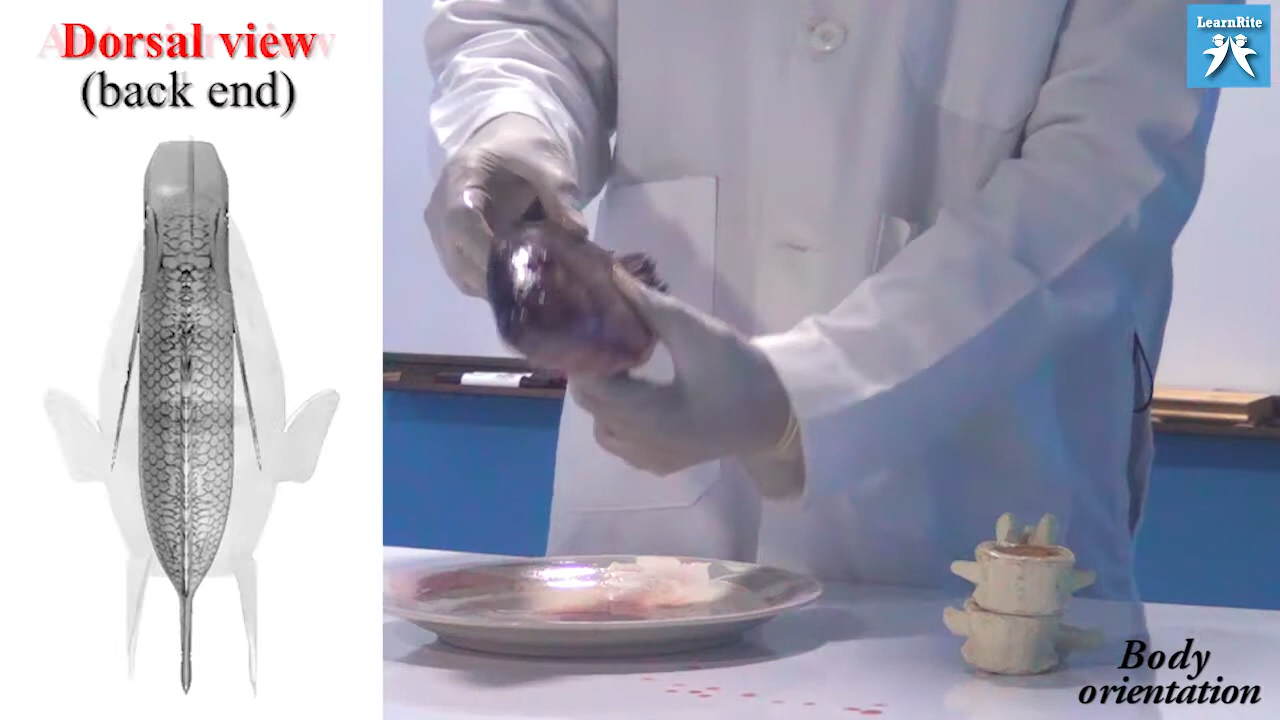 Dorsal view
(back end)
LearnRite
Body
orientation